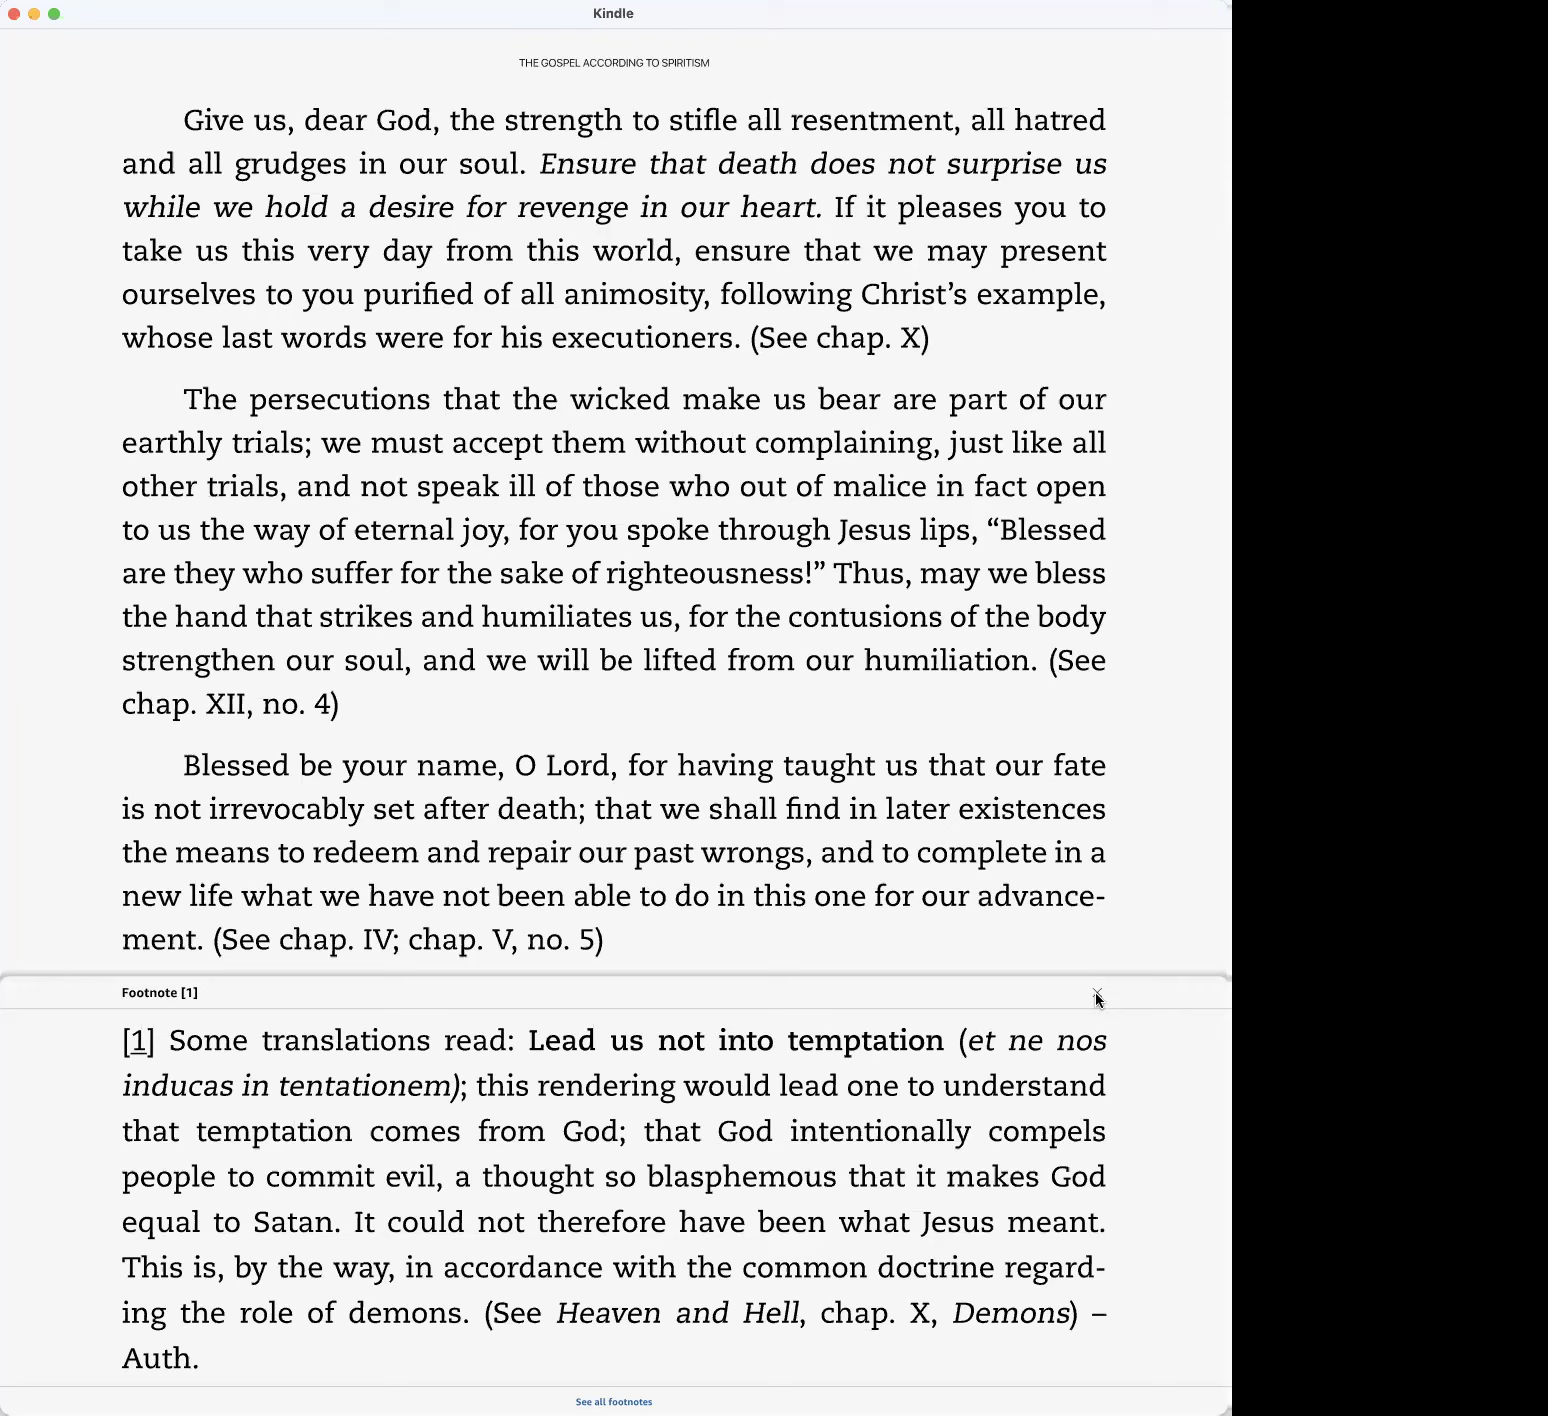 Kindle
THE GOSPEL ACCORDING TO SPIRITISM
Give us, dear God, the strength to stifle all resentment, all hatred
and all grudges in our soul. Ensure that death does not surprise us
while we hold a desire for revenge in our heart. If it pleases you to
take us this very day from this world, ensure that we may present
ourselves to you purified of all animosity, following Christ’s example,
whose last words were for his executioners. (See chap. X)
The persecutions that the wicked make us bear are part of our
earthly trials; we must accept them without complaining, just like all
other trials, and not speak ill of those who out of malice in fact open
to us the way of eternal joy, for you spoke through Jesus lips, “Blessed
are they who suffer for the sake of righteousness!” Thus, may we bless
the hand that strikes and humiliates us, for the contusions of the body
strengthen our soul, and we will be lifted from our humiliation. (See
chap. XII, no. 4)
Blessed be your name, O Lord, for having taught us that our fate
is not irrevocably set after death; that we shall find in later existences
the means to redeem and repair our past wrongs, and to complete in a
new life what we have not been able to do in this one for our advance-
ment. (See chap. IV; chap. V, no. 5)
Footnote [1]
[1] Some translations read: Lead us not into temptation (et ne nos
inducas in tentationem); this rendering would lead one to understand
that temptation comes from God; that God intentionally compels
people to commit evil, a thought so blasphemous that it makes God
equal to Satan. It could not therefore have been what Jesus meant.
This is, by the way, in accordance with the common doctrine regard-
ing the role of demons. (See Heaven and Hell, chap. X, Demons) –
Auth.
See all footnotes